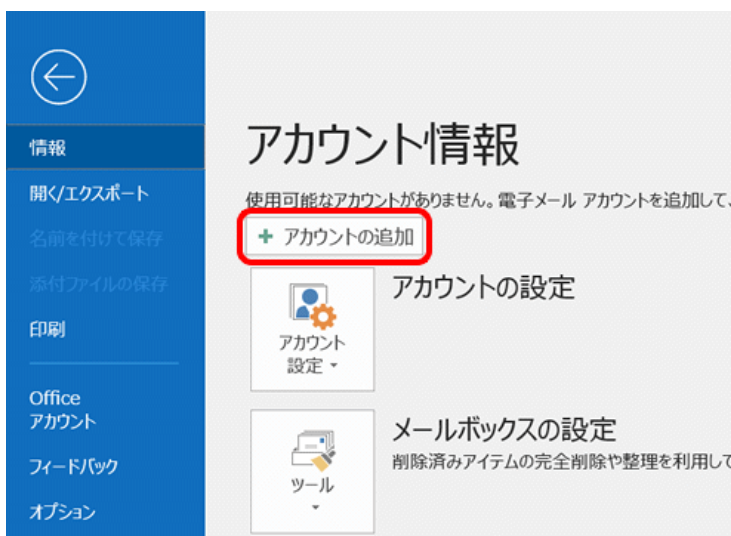 情報
開く/エクスポート
名前を付けて保存
添付ファイルの保存
印刷
Office
アカウント
フィードバック
オプション
アカウント情報
使用可能なアカウントがありません。電子メール アカウントを追加して、
+ アカウントの追加
アカウント
設定
アカウントの設定
ツール
メールボックスの設定
削除済みアイテムの完全削除や整理を利用して